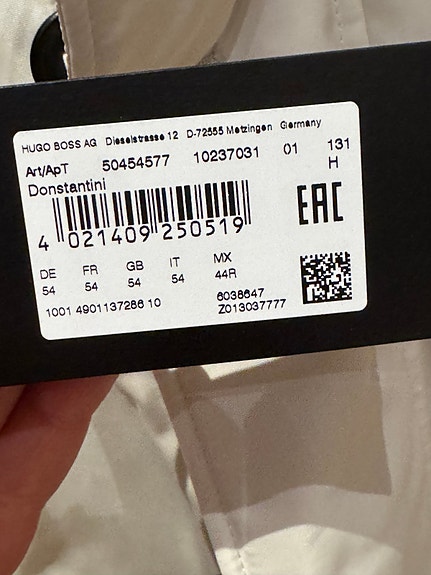 HUGO BOSS AG Dieselstrasse 12 D-72555 Metzingen Germany
Art/ApT 50454577 10237031 01 131
H
Donstantini
EAC
4 021409 250519
DE FR GB IT MX
54 54 54 54 44R
1001 4901137286 10 6038647
Z013037777